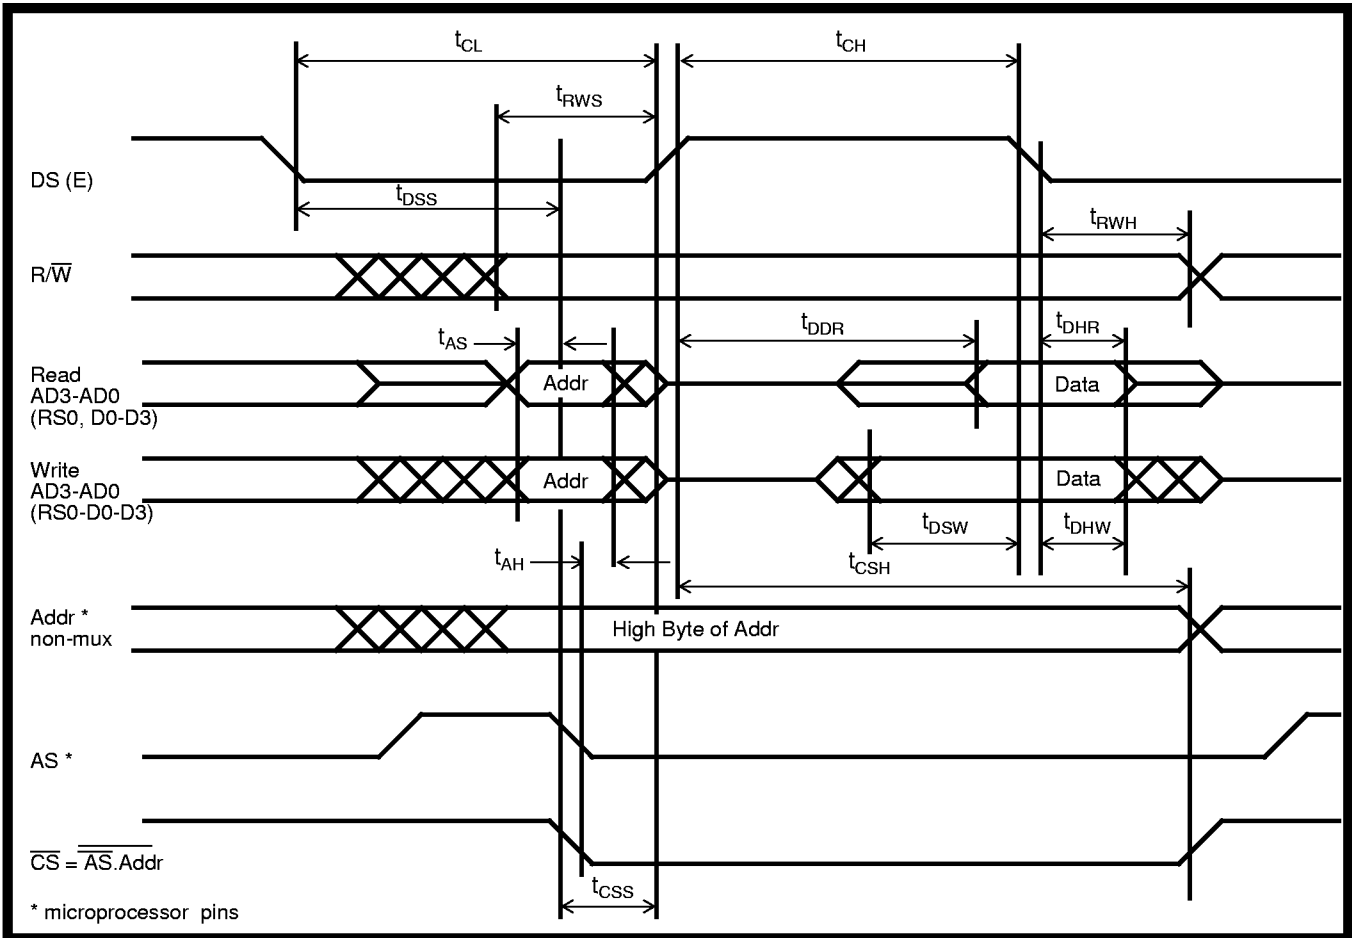 tCL
tCH
tRWS
DS (E)
tDSS
tRWH
R/W̅
tDDR
tDHR
tAS
Read
AD3-AD0
(RS0, D0-D3)
Addr
Data
Write
AD3-AD0
(RS0-D0-D3)
Addr
Data
tDSW
tDHW
tAH
tCSH
Addr *
non-mux
High Byte of Addr
AS *
C̅S̅ = A̅S̅.Addr
tCSS
* microprocessor pins